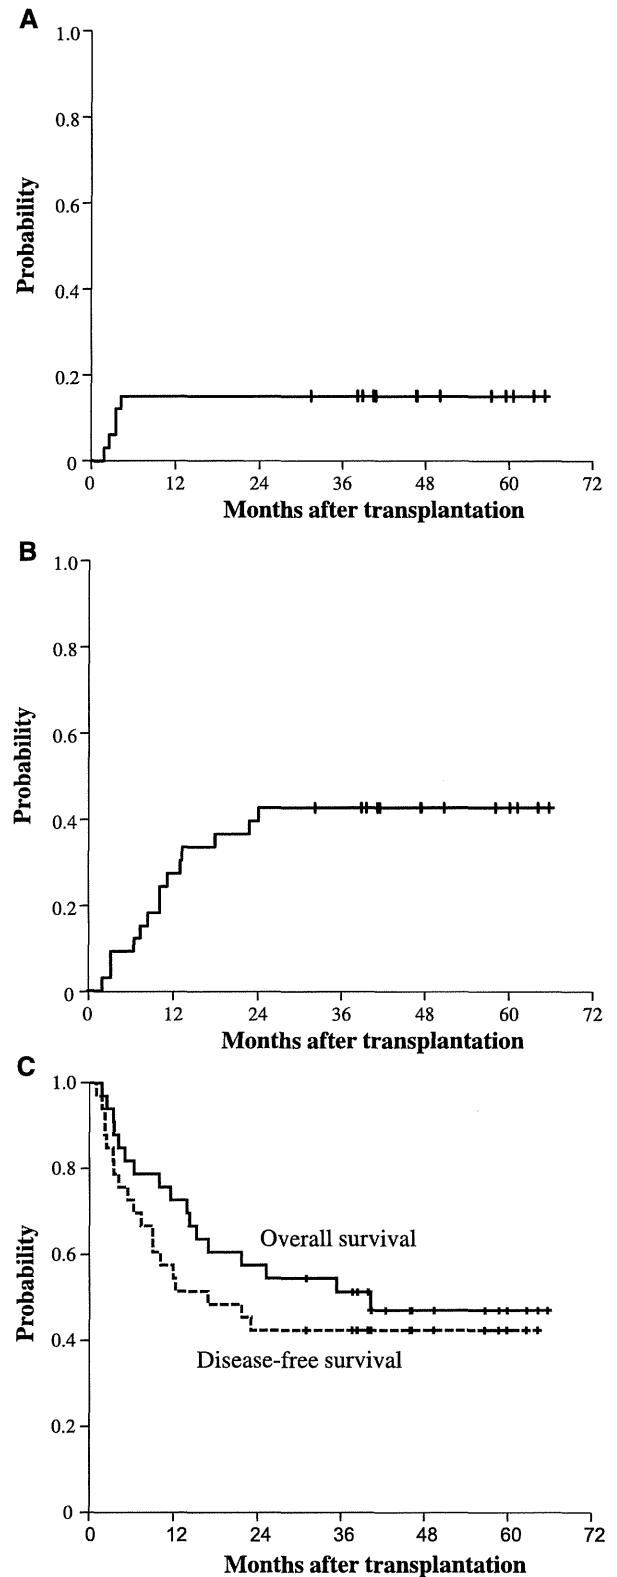 A
1.0
0.8
0.6
0.4
0.2
0
0 12 24 36 48 60 72
Probability
Months after transplantation
B
1.0
0.8
0.6
0.4
0.2
0
0 12 24 36 48 60 72
Probability
Months after transplantation
C
1.0
0.8
0.6
0.4
0.2
0
Overall survival
Disease-free survival
0 12 24 36 48 60 72
Probability
Months after transplantation